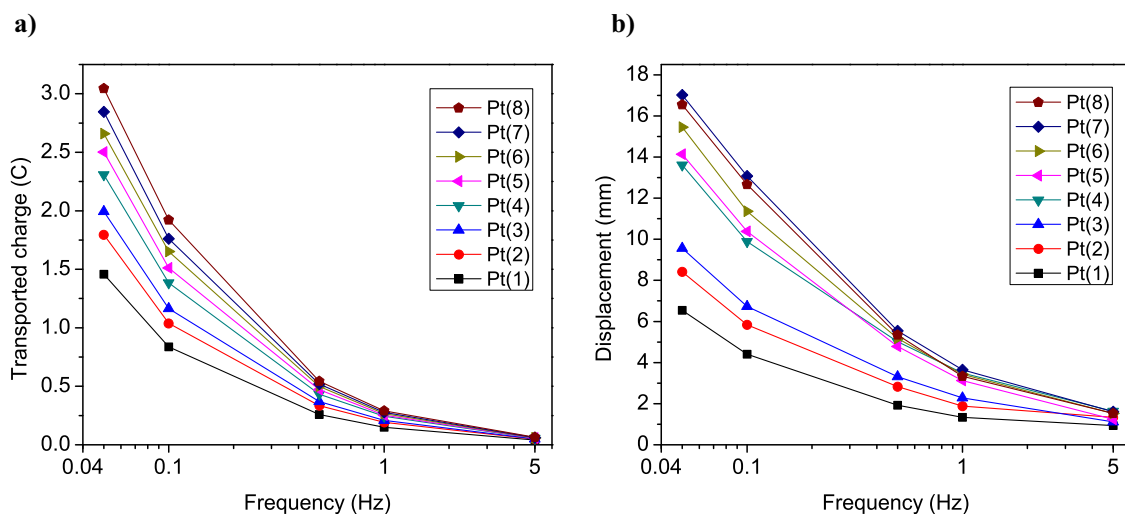 a)
b)
Transported charge (C)
3.0
2.5
2.0
1.5
1.0
0.5
0.0
0.04
0.1
1
5
Frequency (Hz)
Pt(8)
Pt(7)
Pt(6)
Pt(5)
Pt(4)
Pt(3)
Pt(2)
Pt(1)
Displacement (mm)
18
16
14
12
10
8
6
4
2
0
0.04
0.1
1
5
Frequency (Hz)
Pt(8)
Pt(7)
Pt(6)
Pt(5)
Pt(4)
Pt(3)
Pt(2)
Pt(1)